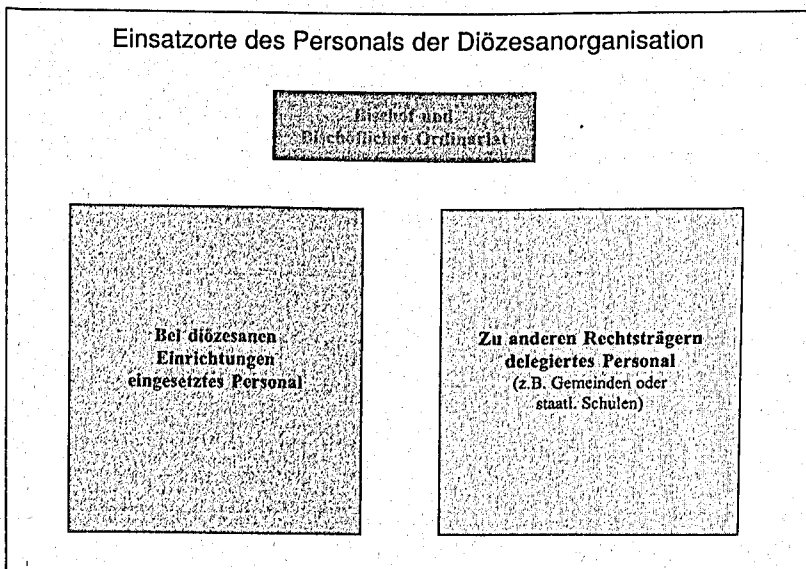 Einsatzorte des Personals der Diözesanorganisation
Bischof und
Bischöfliches Ordinariat
Bei diözesanen
Einrichtungen
eingesetztes Personal
Zu anderen Rechtsträgern
delegiertes Personal
(z.B. Gemeinden oder
staatl. Schulen)